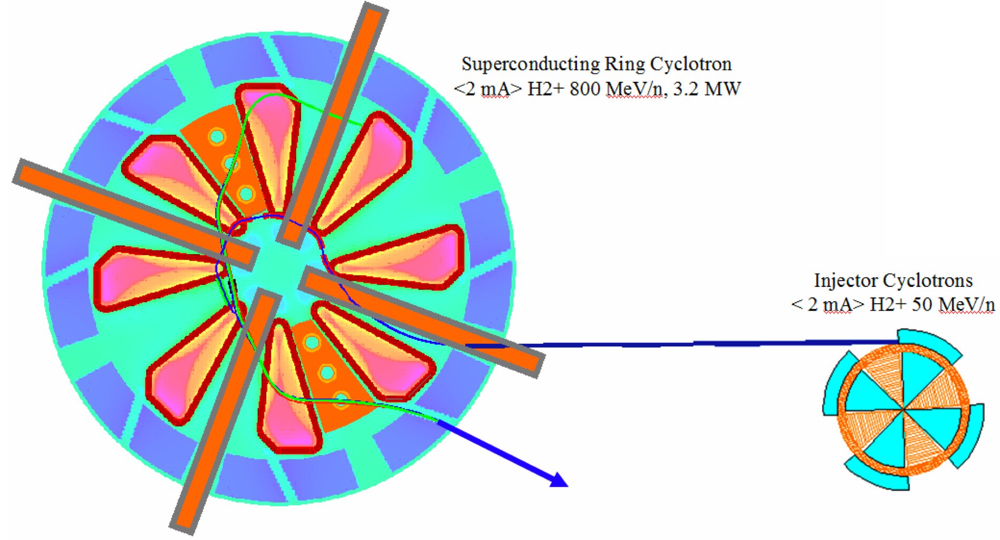 Superconducting Ring Cyclotron
<2 mA> H2+ 800 MeV/n, 3.2 MW
Injector Cyclotrons
< 2 mA> H2+ 50 MeV/n